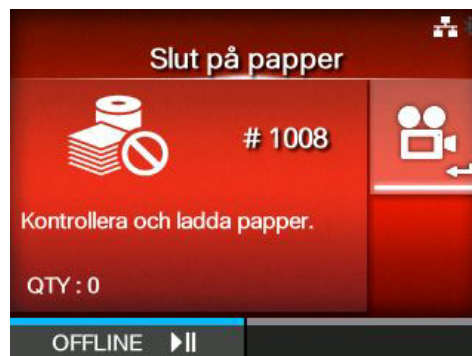 Slut på papper
# 1008
Kontrollera och ladda papper.
QTY : 0
OFFLINE